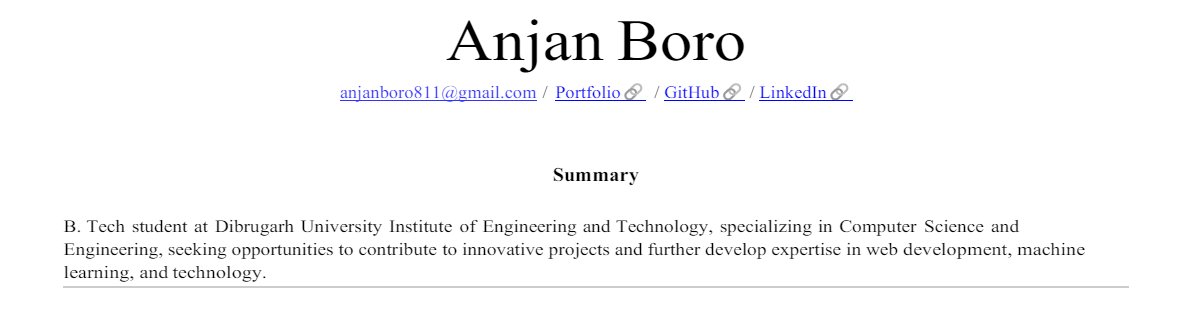 Anjan Boro
anjanboro811@gmail.com / Portfolio / GitHub / LinkedIn
Summary
B. Tech student at Dibrugarh University Institute of Engineering and Technology, specializing in Computer Science and
Engineering, seeking opportunities to contribute to innovative projects and further develop expertise in web development, machine
learning, and technology.